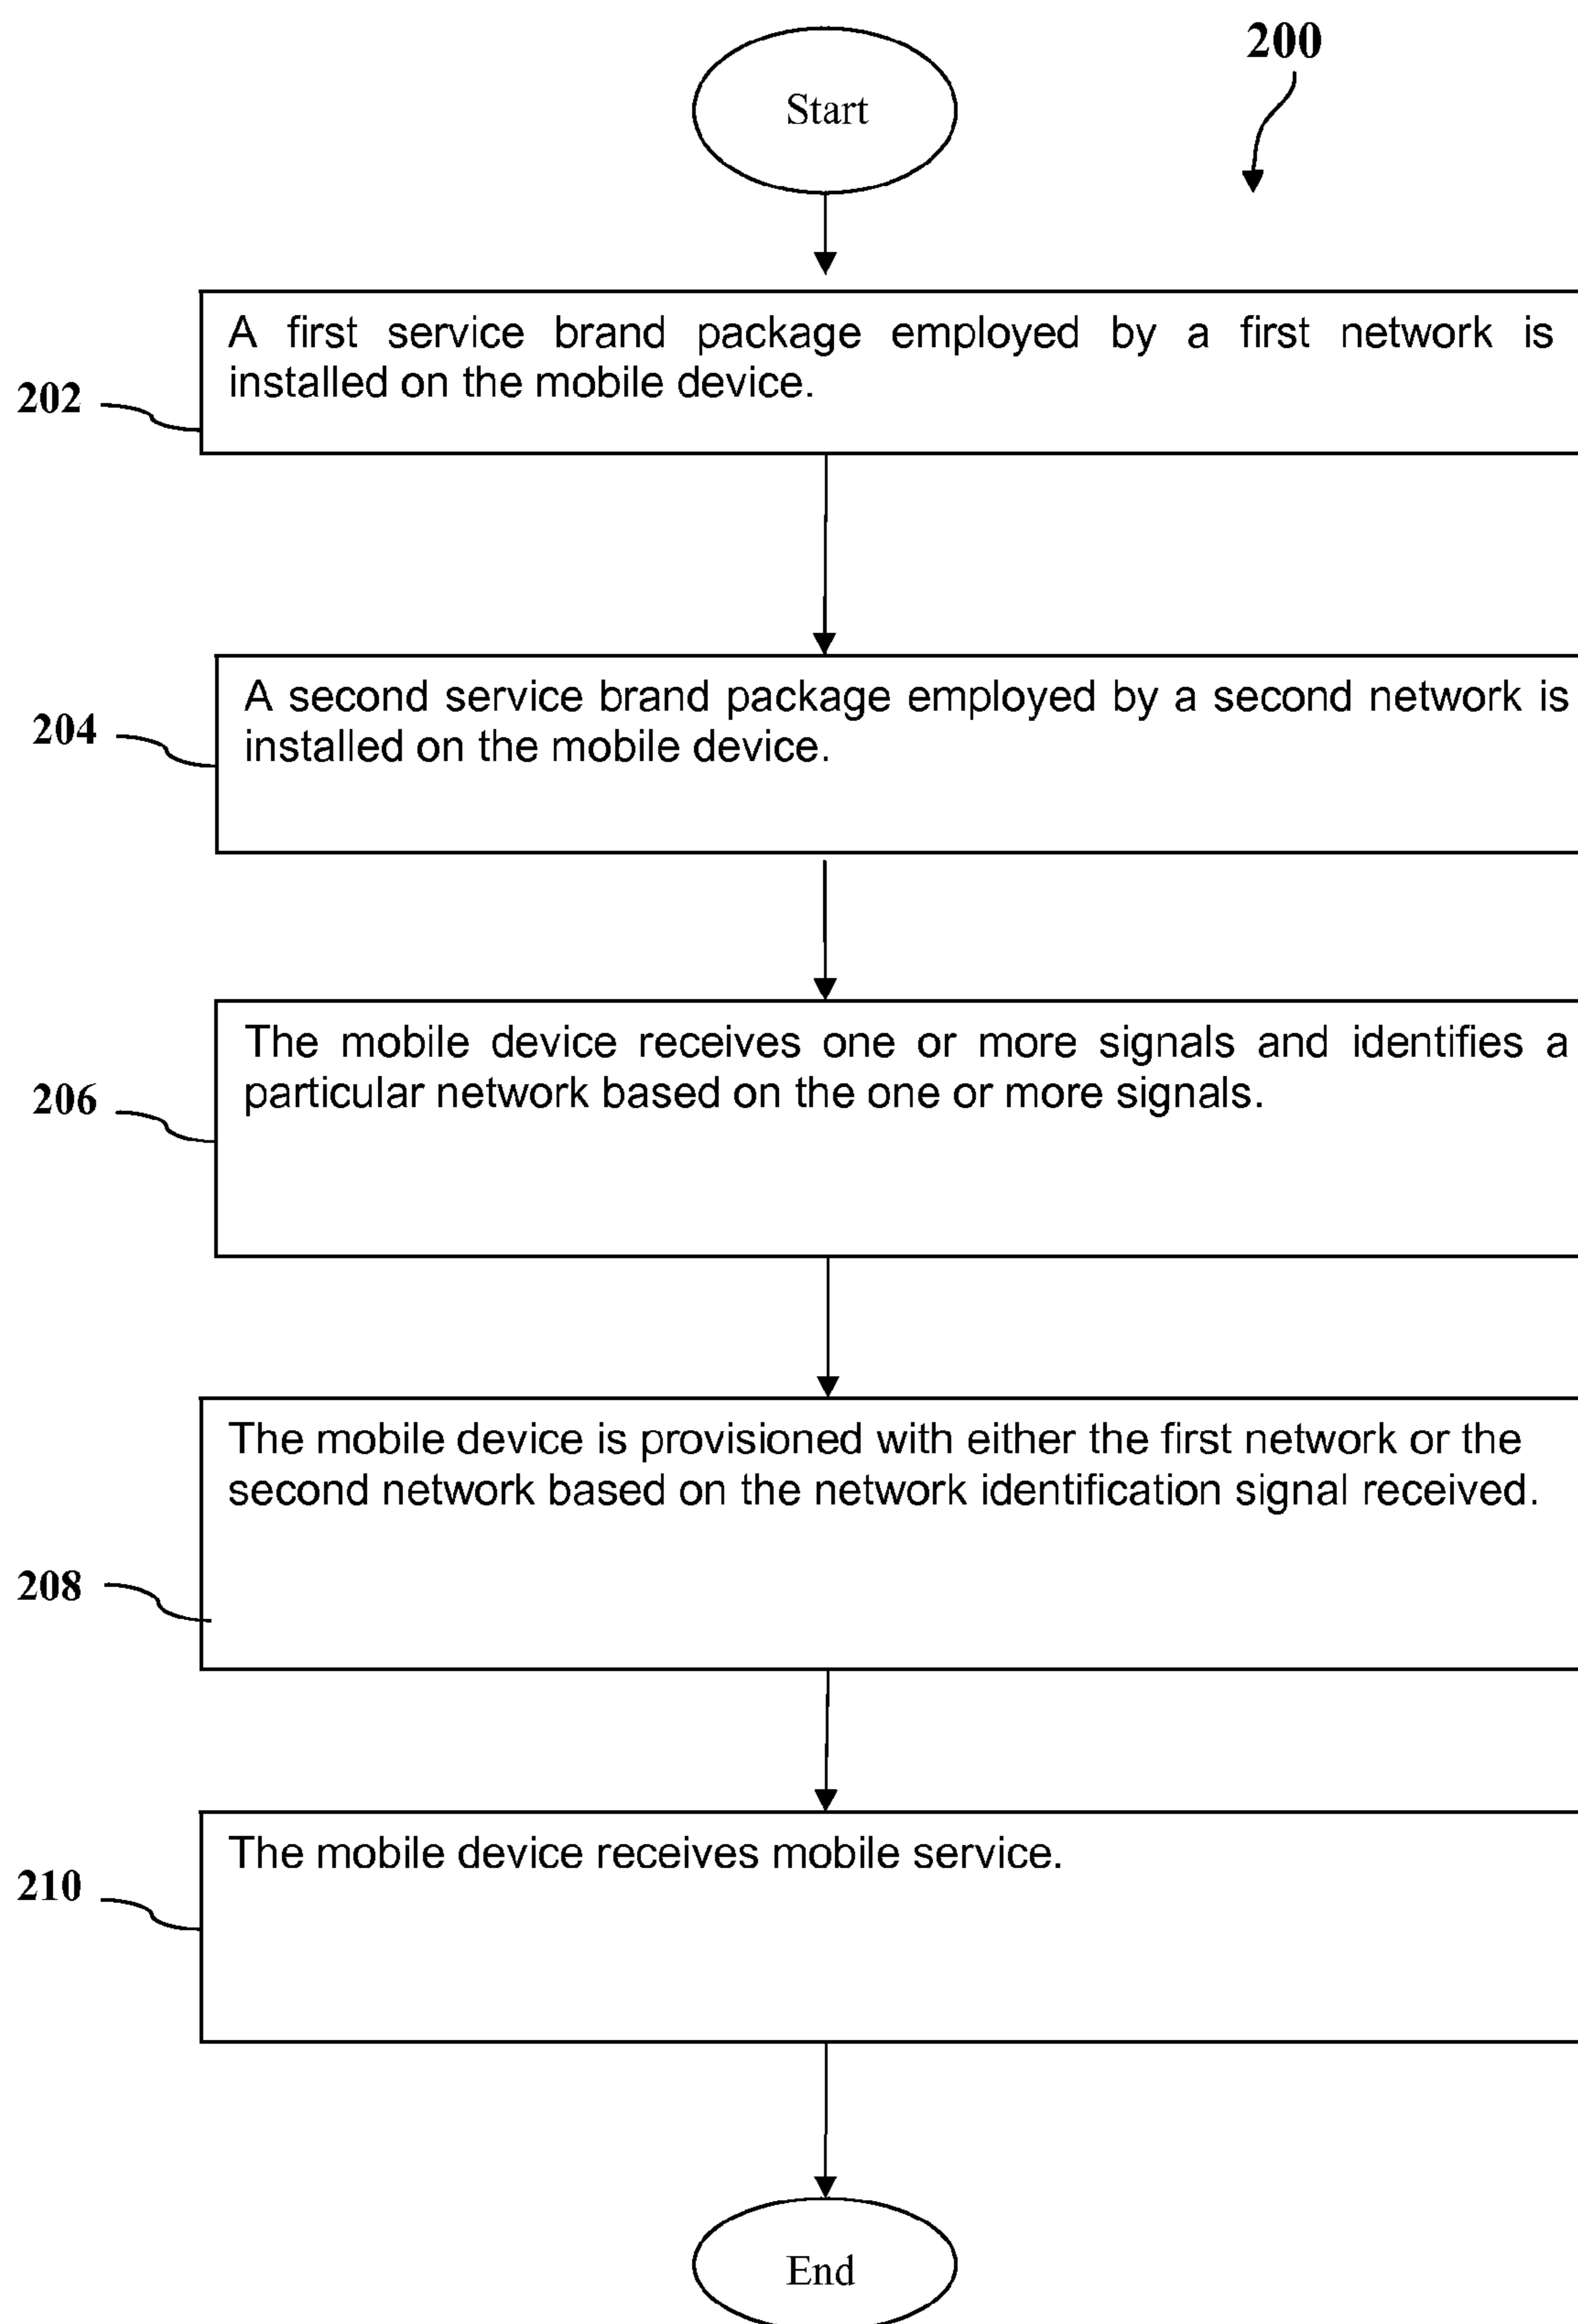 200
Start
A first service brand package employed by a first network is
installed on the mobile device.
202
A second service brand package employed by a second network is
installed on the mobile device.
204
The mobile device receives one or more signals and identifies a
particular network based on the one or more signals.
206
The mobile device is provisioned with either the first network or the
second network based on the network identification signal received.
208
The mobile device receives mobile service.
210
End